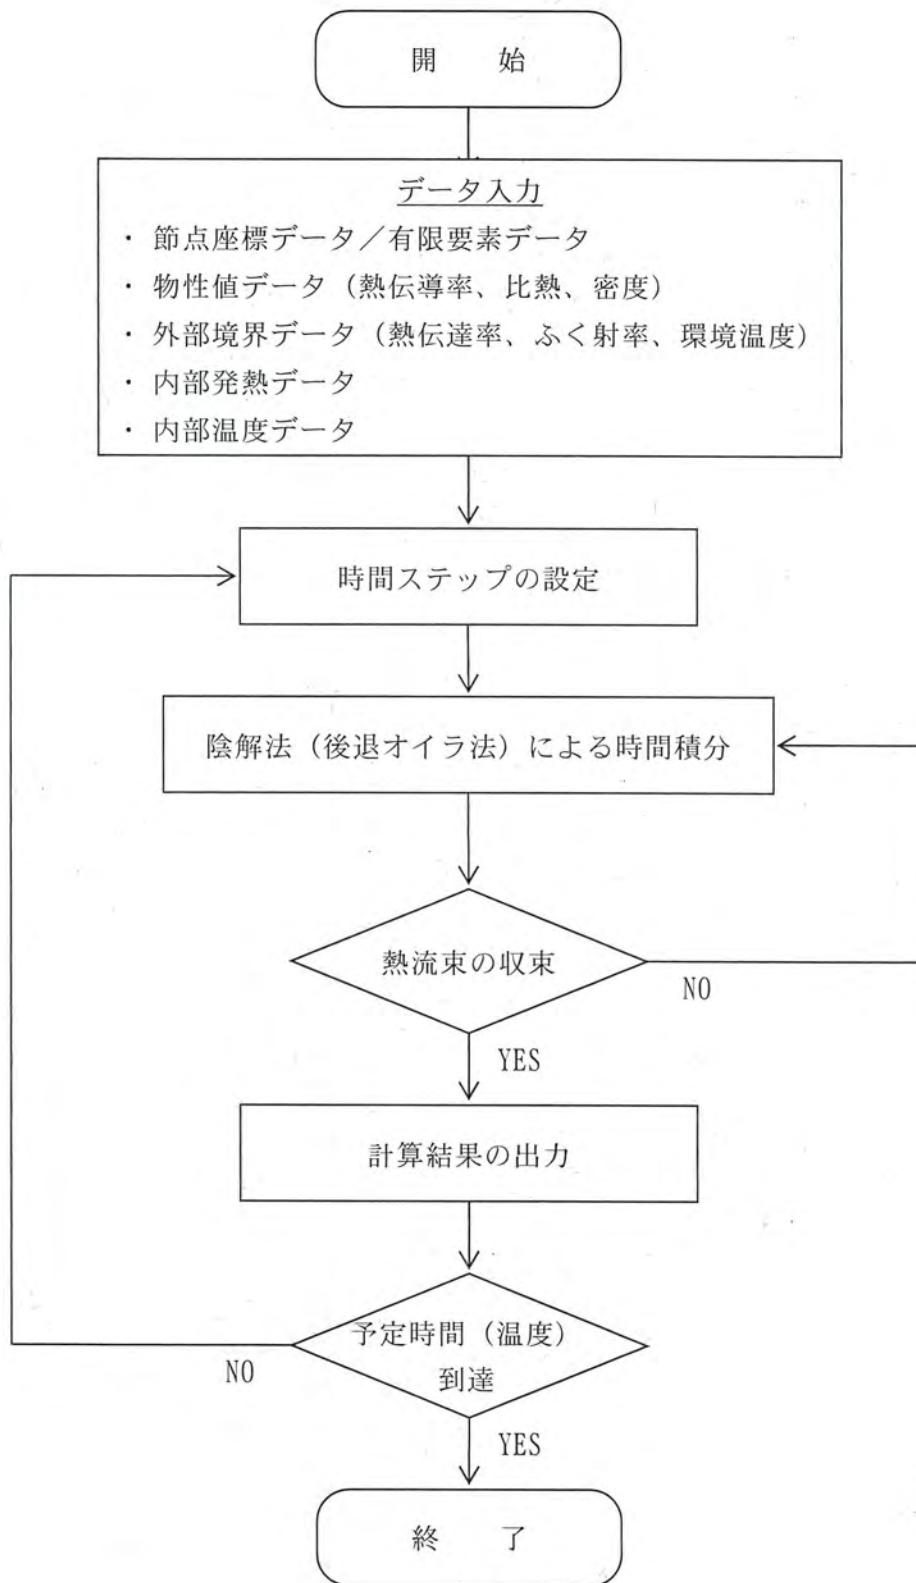 開　始
データ入力
・ 節点座標データ／有限要素データ
・ 物性値データ（熱伝導率、比熱、密度）
・ 外部境界データ（熱伝達率、ふく射率、環境温度）
・ 内部発熱データ
・ 内部温度データ
時間ステップの設定
陰解法（後退オイラ法）による時間積分
熱流束の収束
NO
YES
計算結果の出力
予定時間（温度）
到達
NO
YES
終　了